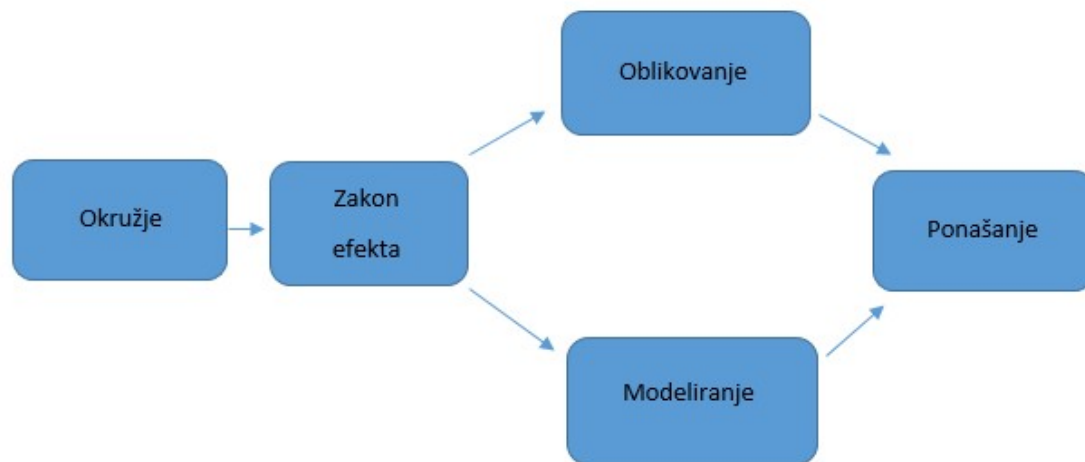 Okružje
Zakon
efekta
Oblikovanje
Modeliranje
Ponašanje